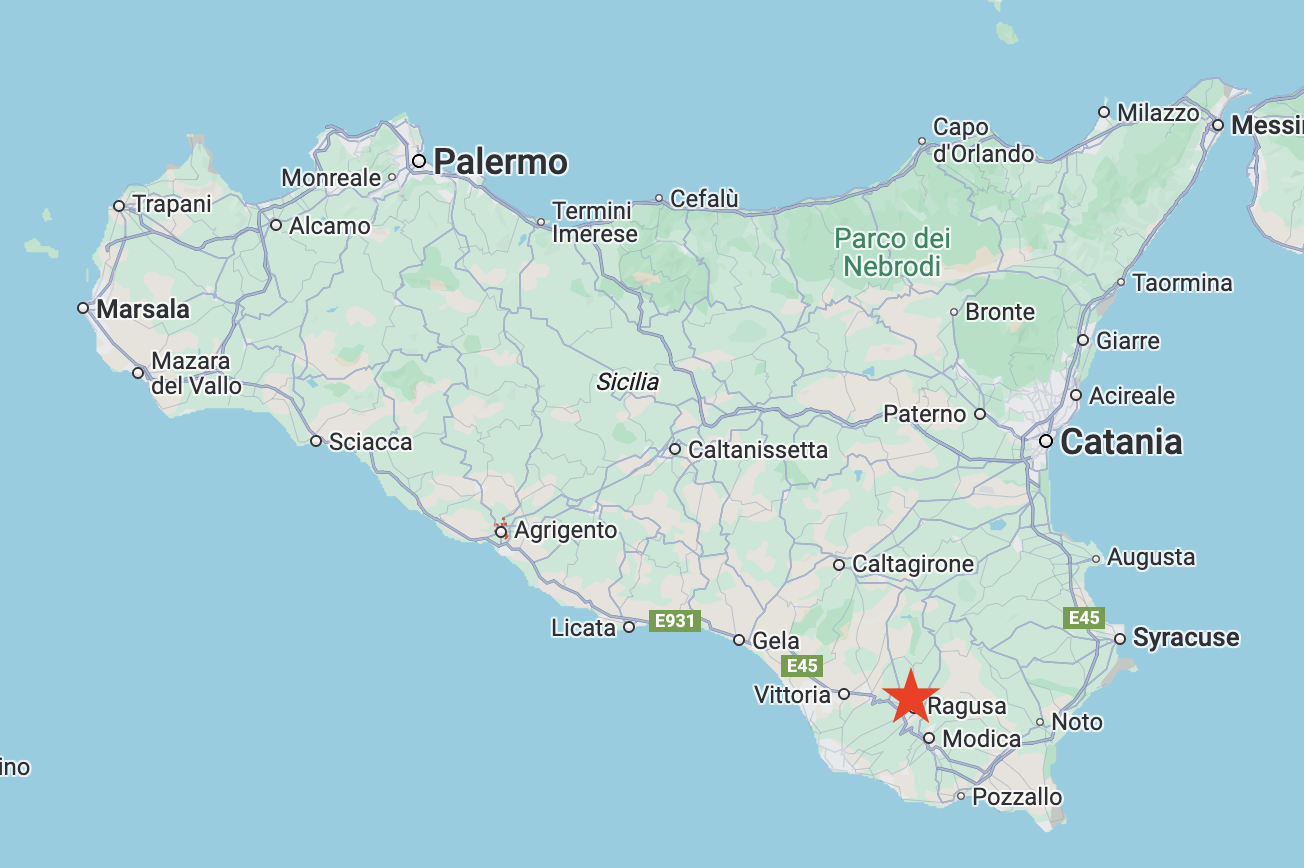 Milazzo
Messin
Capo
d'Orlando
Palermo
Monreale
Trapani
Cefalù
Termini
Imerese
Alcamo
Parco dei
Nebrodi
Taormina
Marsala
Bronte
Giarre
Mazara
del Vallo
Sicilia
Acireale
Paterno
Sciacca
Catania
Caltanissetta
Agrigento
Augusta
Caltagirone
E931
E45
Licata
Gela
Syracuse
E45
Vittoria
Ragusa
Noto
Modica
ino
Pozzallo